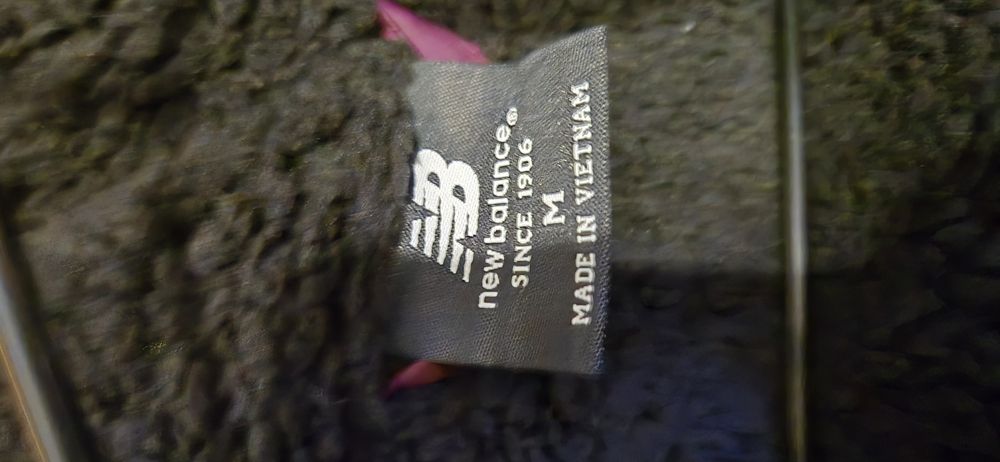 NB
new balance®
SINCE 1906
M
MADE IN VIETNAM